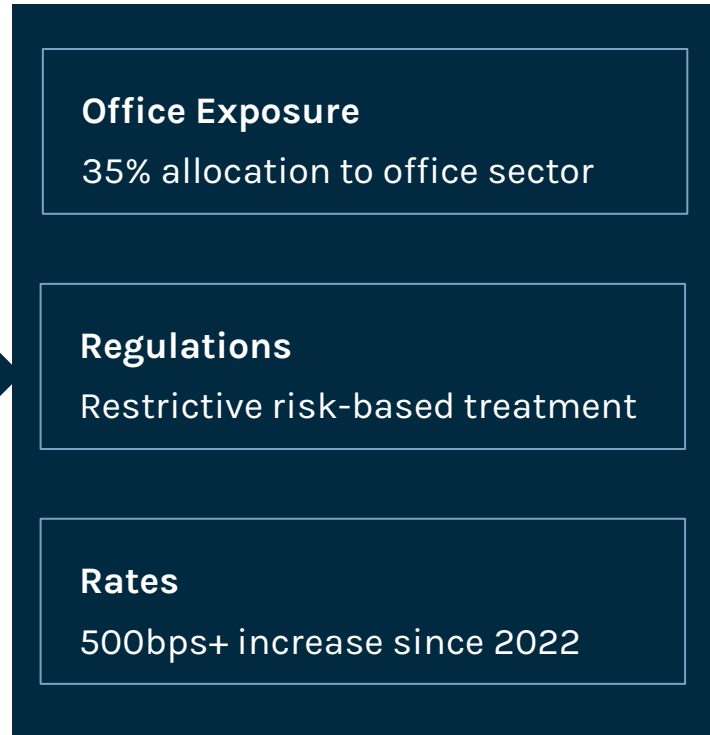 Office Exposure
35% allocation to office sector
Regulations
Restrictive risk-based treatment
Rates
500bps+ increase since 2022